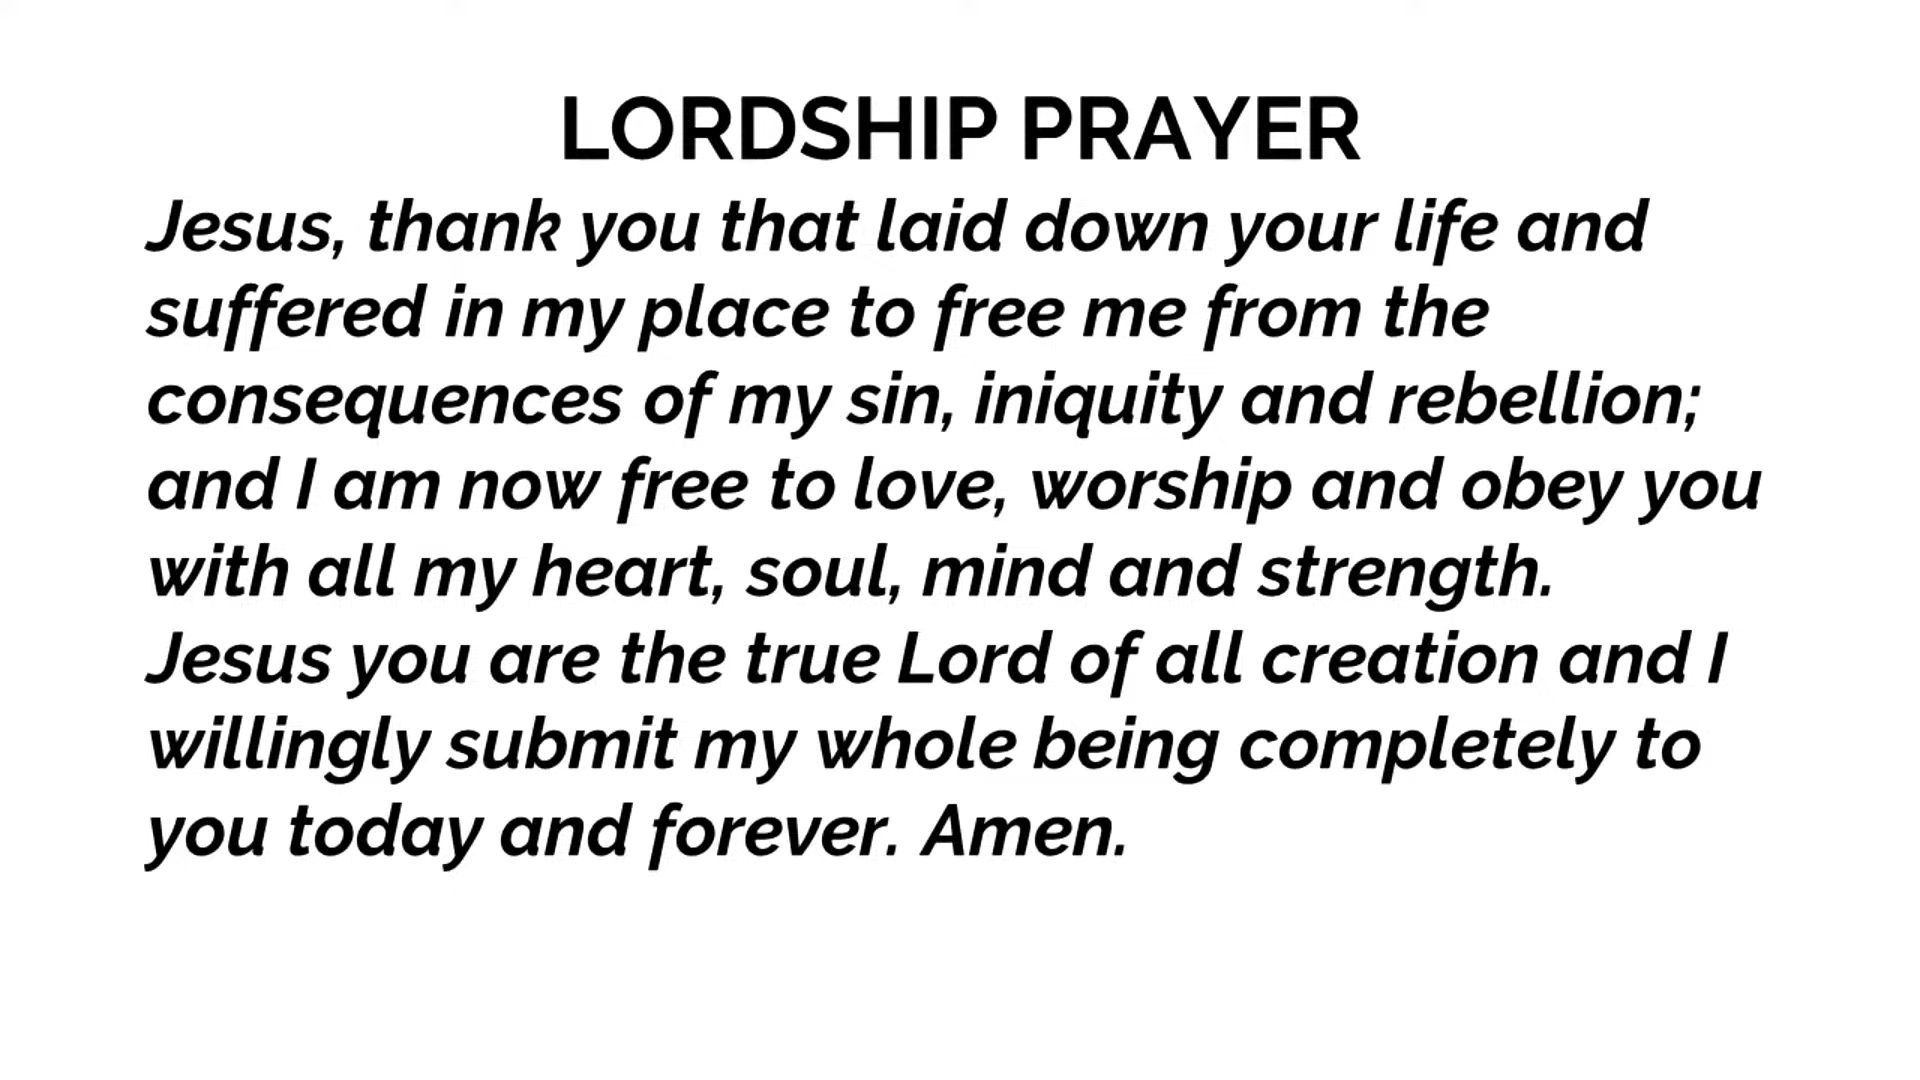 LORDSHIP PRAYER
Jesus, thank you that laid down your life and
suffered in my place to free me from the
consequences of my sin, iniquity and rebellion;
and I am now free to love, worship and obey you
with all my heart, soul, mind and strength.
Jesus you are the true Lord of all creation and I
willingly submit my whole being completely to
you today and forever. Amen.